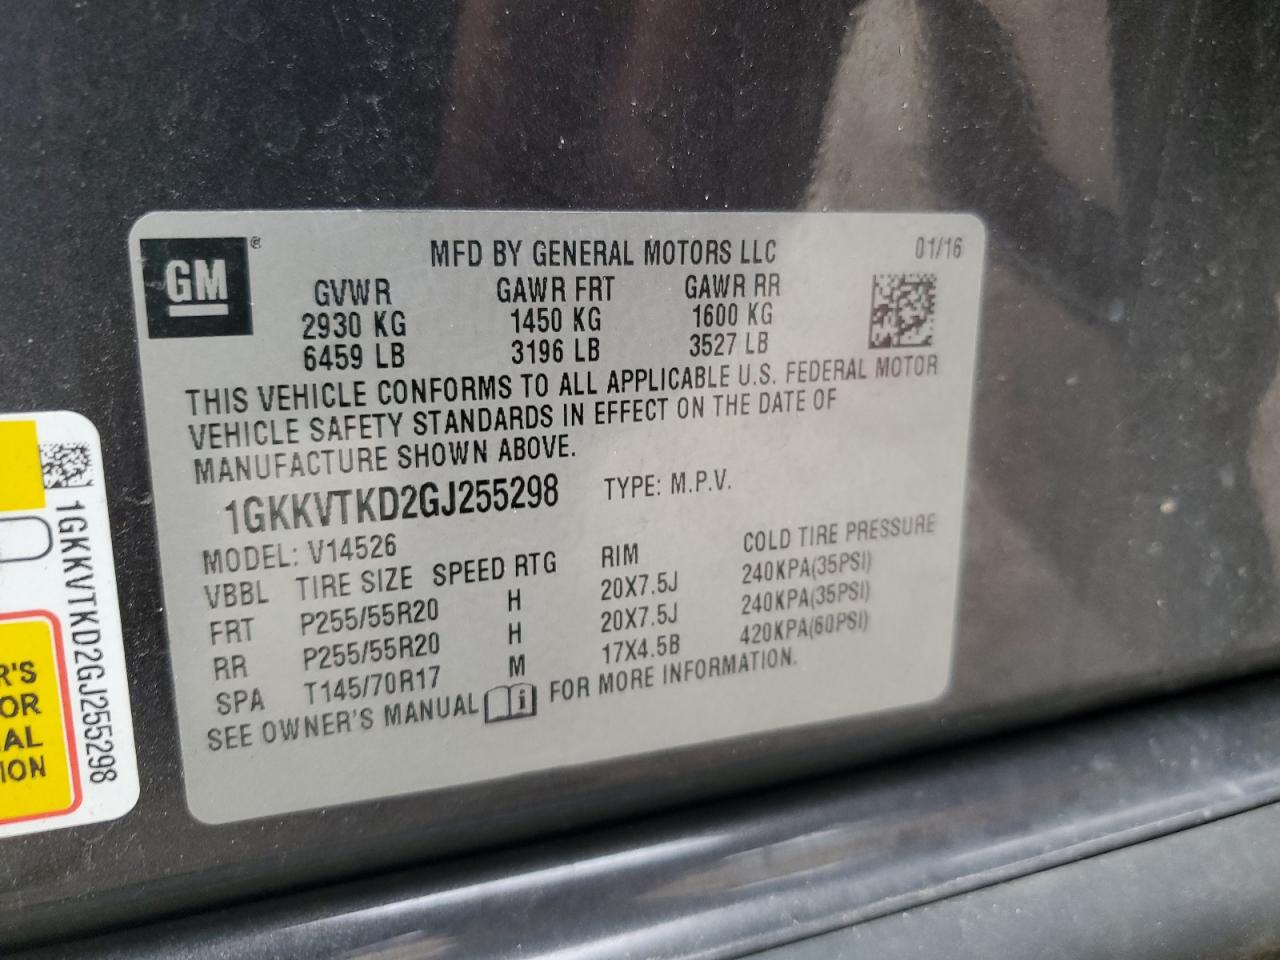 GM ®
MFD BY GENERAL MOTORS LLC 01/16
GVWR GAWR FRT GAWR RR
2930 KG 1450 KG 1600 KG
6459 LB 3196 LB 3527 LB
THIS VEHICLE CONFORMS TO ALL APPLICABLE U.S. FEDERAL MOTOR
VEHICLE SAFETY STANDARDS IN EFFECT ON THE DATE OF
MANUFACTURE SHOWN ABOVE.
1GKKVTKD2GJ255298 TYPE: M.P.V.
MODEL: V14526
VBBL TIRE SIZE SPEED RTG RIM COLD TIRE PRESSURE
FRT P255/55R20 H 20X7.5J 240KPA(35PSI)
RR P255/55R20 H 20X7.5J 240KPA(35PSI)
SPA T145/70R17 M 17X4.5B 420KPA(60PSI)
SEE OWNER'S MANUAL i FOR MORE INFORMATION.
1GKKVTKD2GJ255298
R'S
OR
AL
ION